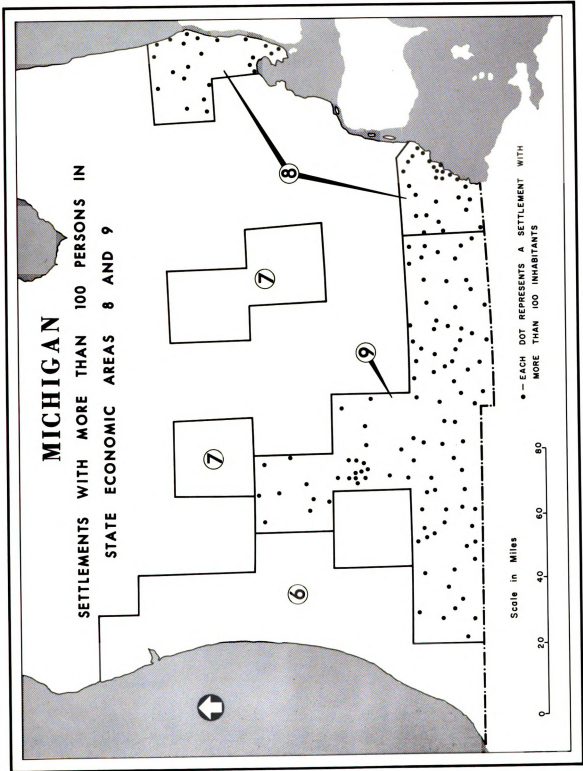 MICHIGAN
SETTLEMENTS WITH MORE THAN 100 PERSONS IN
STATE ECONOMIC AREAS 8 AND 9
8
7
7
9
6
8
● — EACH DOT REPRESENTS A SETTLEMENT WITH
MORE THAN 100 INHABITANTS
Scale in Miles
0 20 40 60 80